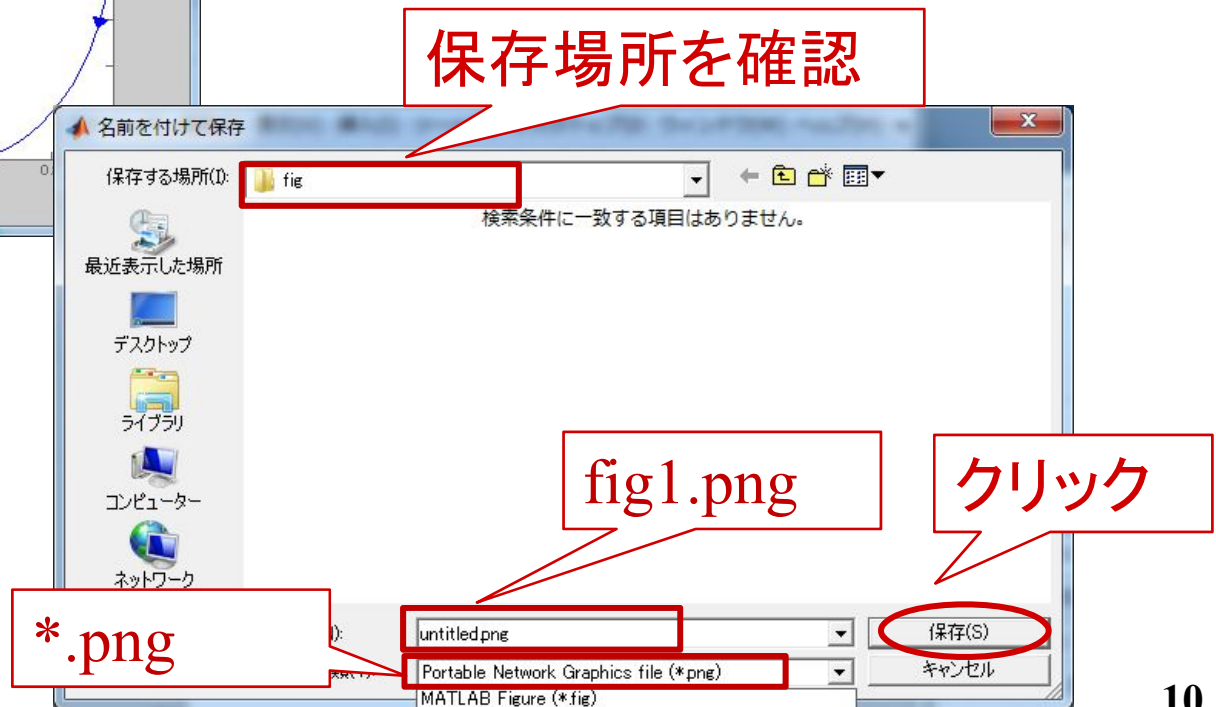 保存場所を確認
名前を付けて保存
保存する場所(I):
fig
検索条件に一致する項目はありません。
最近表示した場所
デスクトップ
ライブラリ
コンピューター
ネットワーク
fig1.png
クリック
*.png
untitled.png
保存(S)
Portable Network Graphics file (*.png)
キャンセル
MATLAB Figure (*.fig)
10